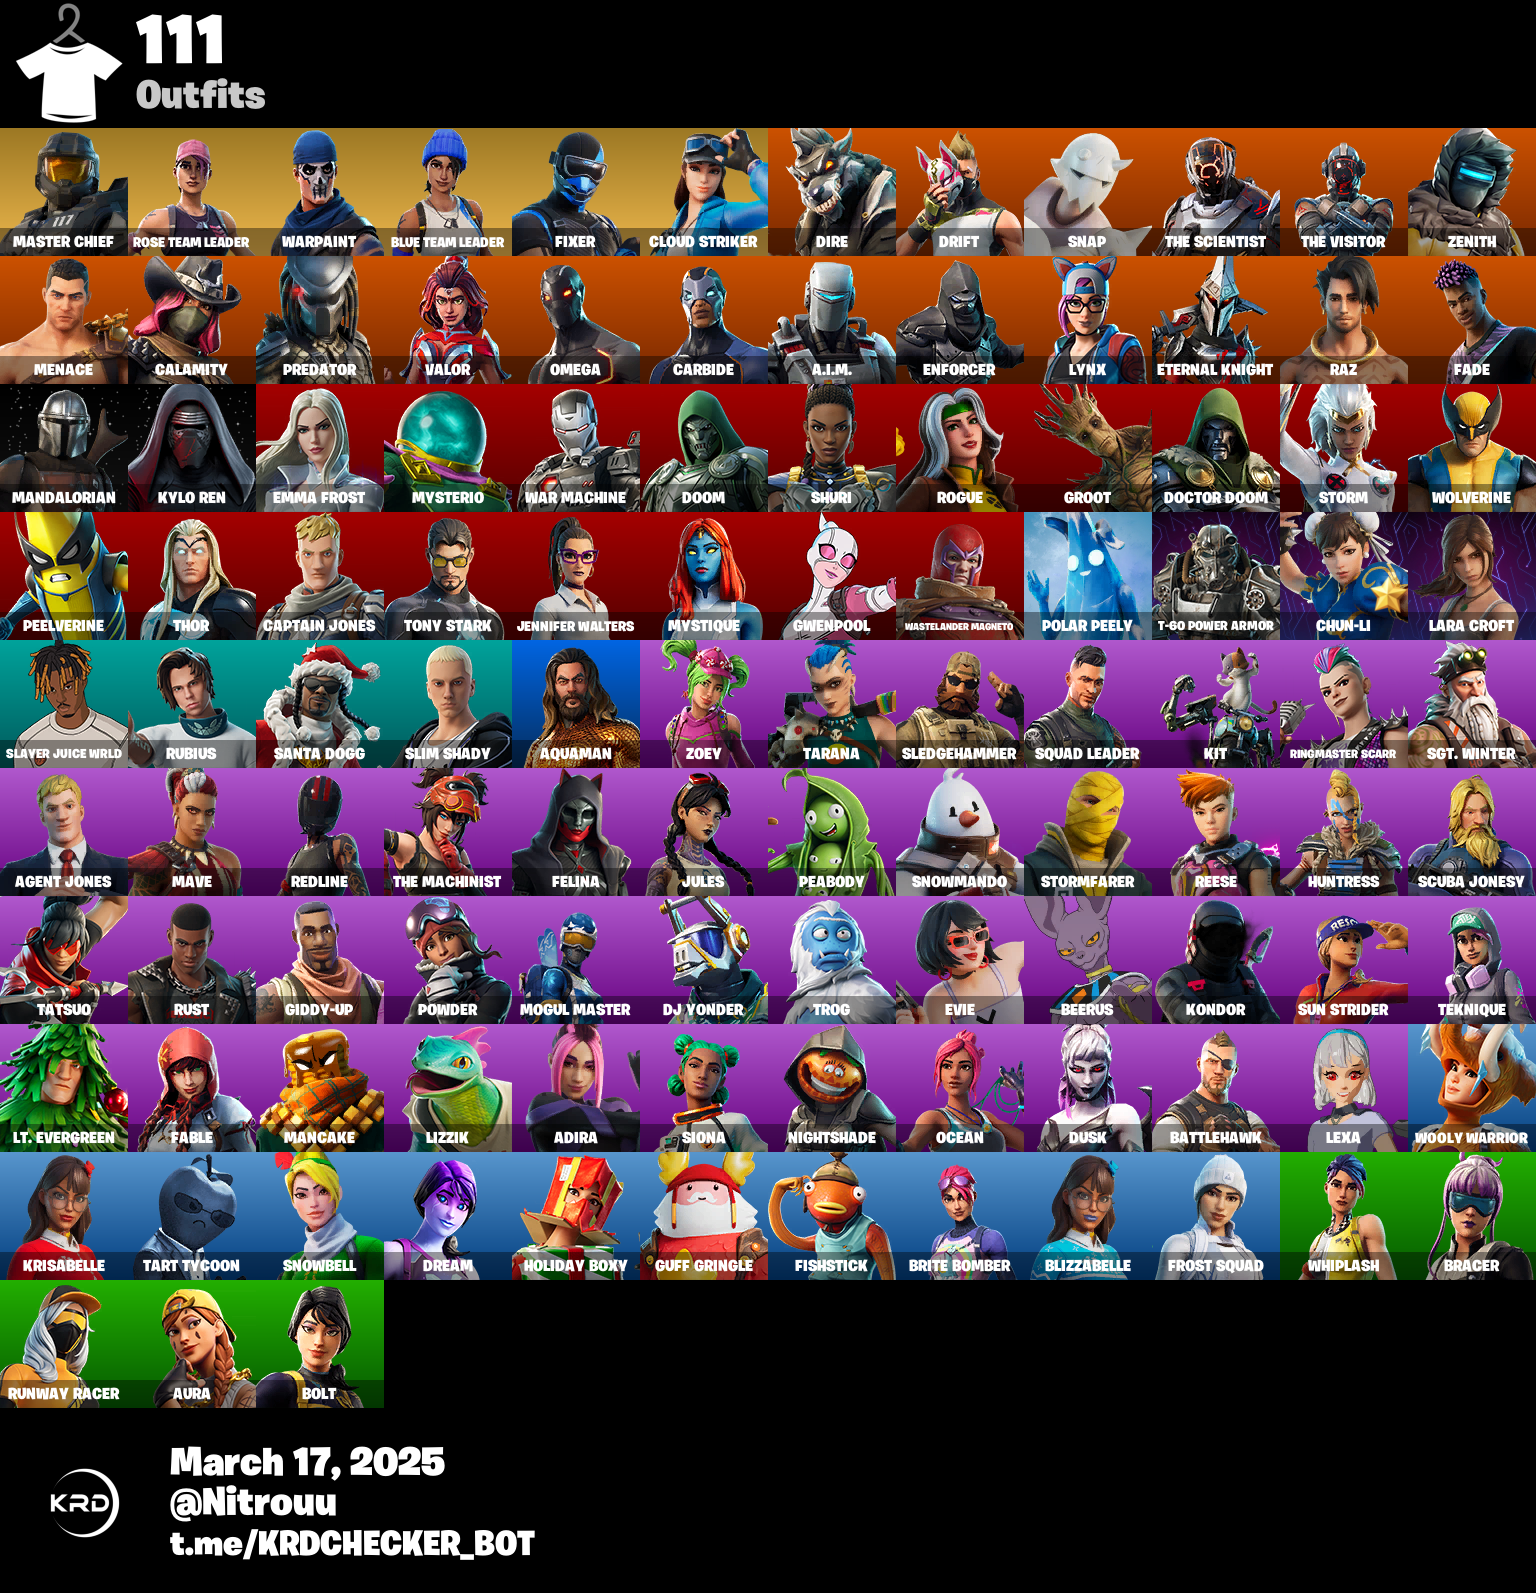 111
Outfits
117
MASTER CHIEF
ROSE TEAM LEADER
WARPAINT
BLUE TEAM LEADER
FIXER
CLOUD STRIKER
DIRE
DRIFT
SNAP
THE SCIENTIST
THE VISITOR
ZENITH
MENACE
CALAMITY
PREDATOR
VALOR
OMEGA
CARBIDE
A.I.M.
ENFORCER
LYNX
ETERNAL KNIGHT
RAZ
FADE
MANDALORIAN
KYLO REN
EMMA FROST
MYSTERIO
WAR MACHINE
DOOM
SHURI
ROGUE
GROOT
DOCTOR DOOM
STORM
WOLVERINE
PEELVERINE
THOR
CAPTAIN JONES
TONY STARK
JENNIFER WALTERS
MYSTIQUE
GWENPOOL
WASTELANDER MAGNETO
POLAR PEELY
T-60 POWER ARMOR
CHUN-LI
LARA CROFT
SLAYER JUICE WRLD
RUBIUS
SANTA DOGG
SLIM SHADY
AQUAMAN
ZOEY
TARANA
SLEDGEHAMMER
SQUAD LEADER
KIT
RINGMASTER SCARR
SGT. WINTER
AGENT JONES
MAVE
REDLINE
THE MACHINIST
FELINA
JULES
PEABODY
SNOWMANDO
STORMFARER
REESE
HUNTRESS
SCUBA JONESY
TATSUO
RUST
GIDDY-UP
POWDER
MOGUL MASTER
DJ YONDER
TROG
EVIE
BEERUS
KONDOR
SUN STRIDER
TEKNIQUE
LT. EVERGREEN
FABLE
MANCAKE
LIZZIK
ADIRA
SIONA
NIGHTSHADE
OCEAN
DUSK
BATTLEHAWK
LEXA
WOOLY WARRIOR
KRISABELLE
TART TYCOON
SNOWBELL
DREAM
HOLIDAY BOXY
GUFF GRINGLE
FISHSTICK
BRITE BOMBER
BLIZZABELLE
FROST SQUAD
WHIPLASH
BRACER
RUNWAY RACER
AURA
BOLT
March 17, 2025
KRD
@Nitrouu
t.me/KRDCHECKER_BOT